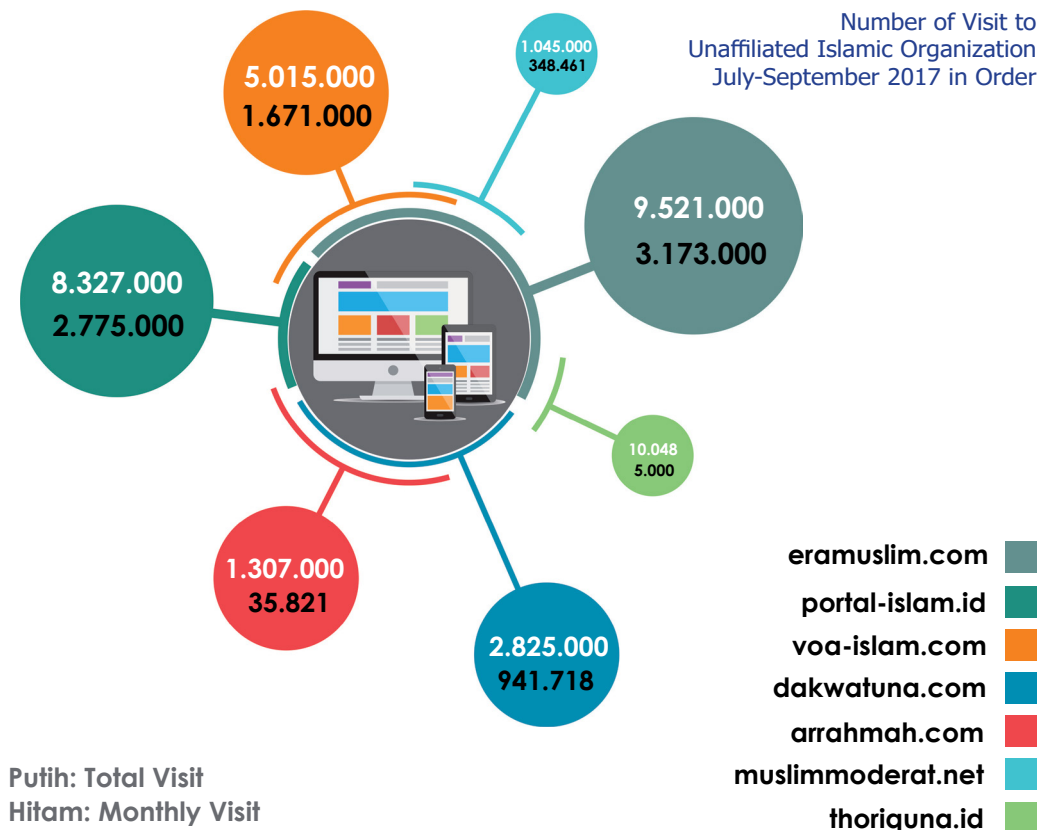 Number of Visit to
Unaffiliated Islamic Organization
July-September 2017 in Order
1.045.000
348.461
5.015.000
1.671.000
9.521.000
3.173.000
8.327.000
2.775.000
10.048
5.000
1.307.000
35.821
2.825.000
941.718
eramuslim.com
portal-islam.id
voa-islam.com
dakwatuna.com
arrahmah.com
muslimmoderat.net
thoriquna.id
Putih: Total Visit
Hitam: Monthly Visit